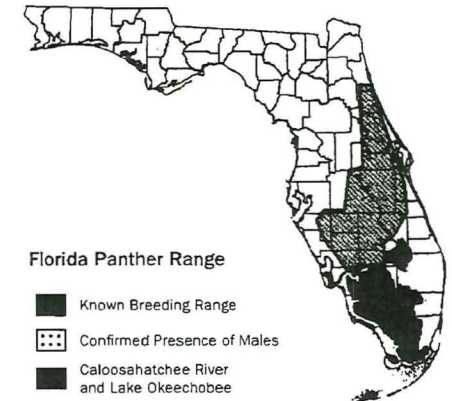 Florida Panther Range
Known Breeding Range
Confirmed Presence of Males
Caloosahatchee River
and Lake Okeechobee